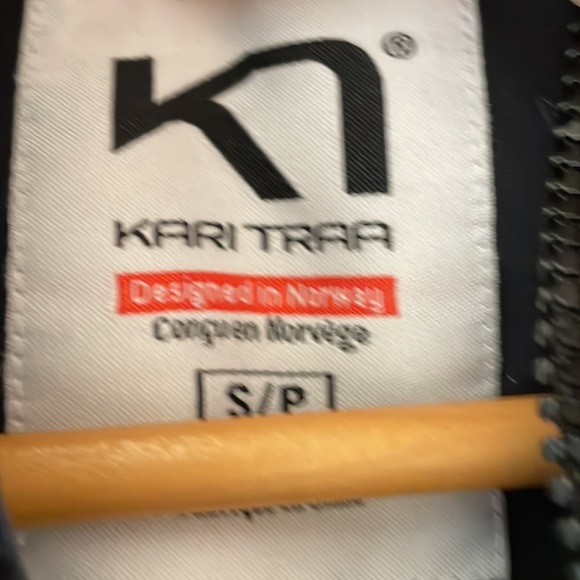 ®
KARI TRAA
Designed in Norway
Conçu en Norvège
S/P